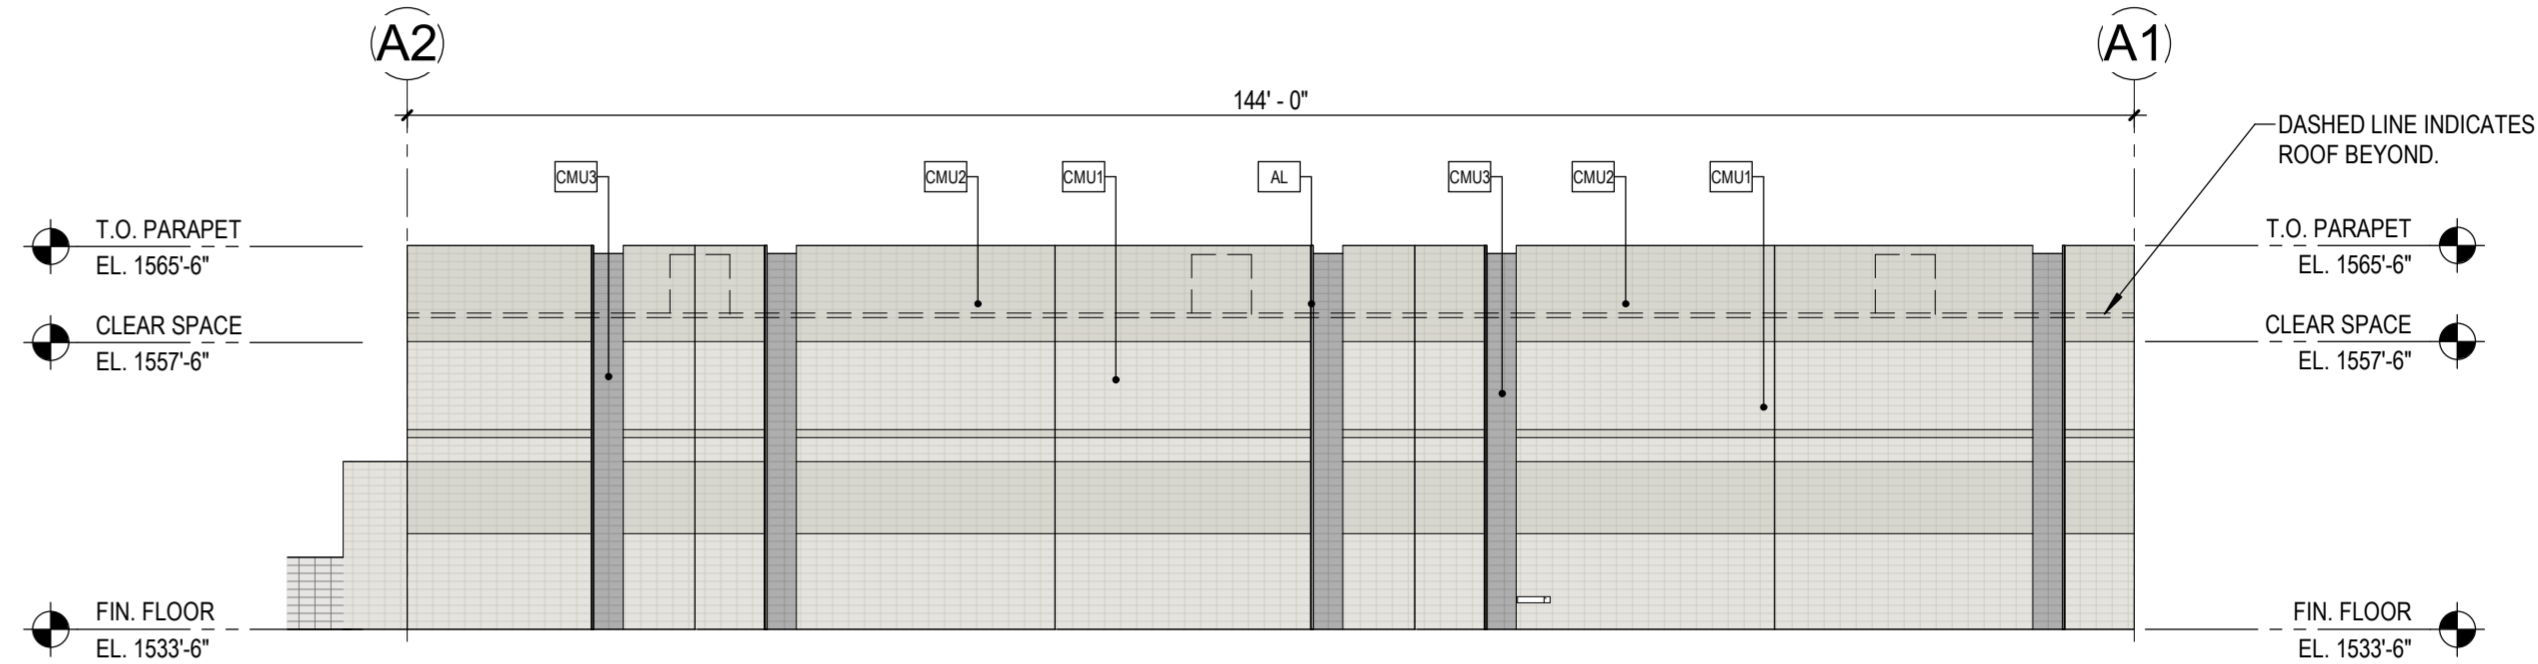 A2
A1
144' - 0"
DASHED LINE INDICATES
ROOF BEYOND.
CMU3
CMU2
CMU1
AL
CMU3
CMU2
CMU1
T.O. PARAPET
EL. 1565'-6"
T.O. PARAPET
EL. 1565'-6"
CLEAR SPACE
EL. 1557'-6"
CLEAR SPACE
EL. 1557'-6"
FIN. FLOOR
EL. 1533'-6"
FIN. FLOOR
EL. 1533'-6"